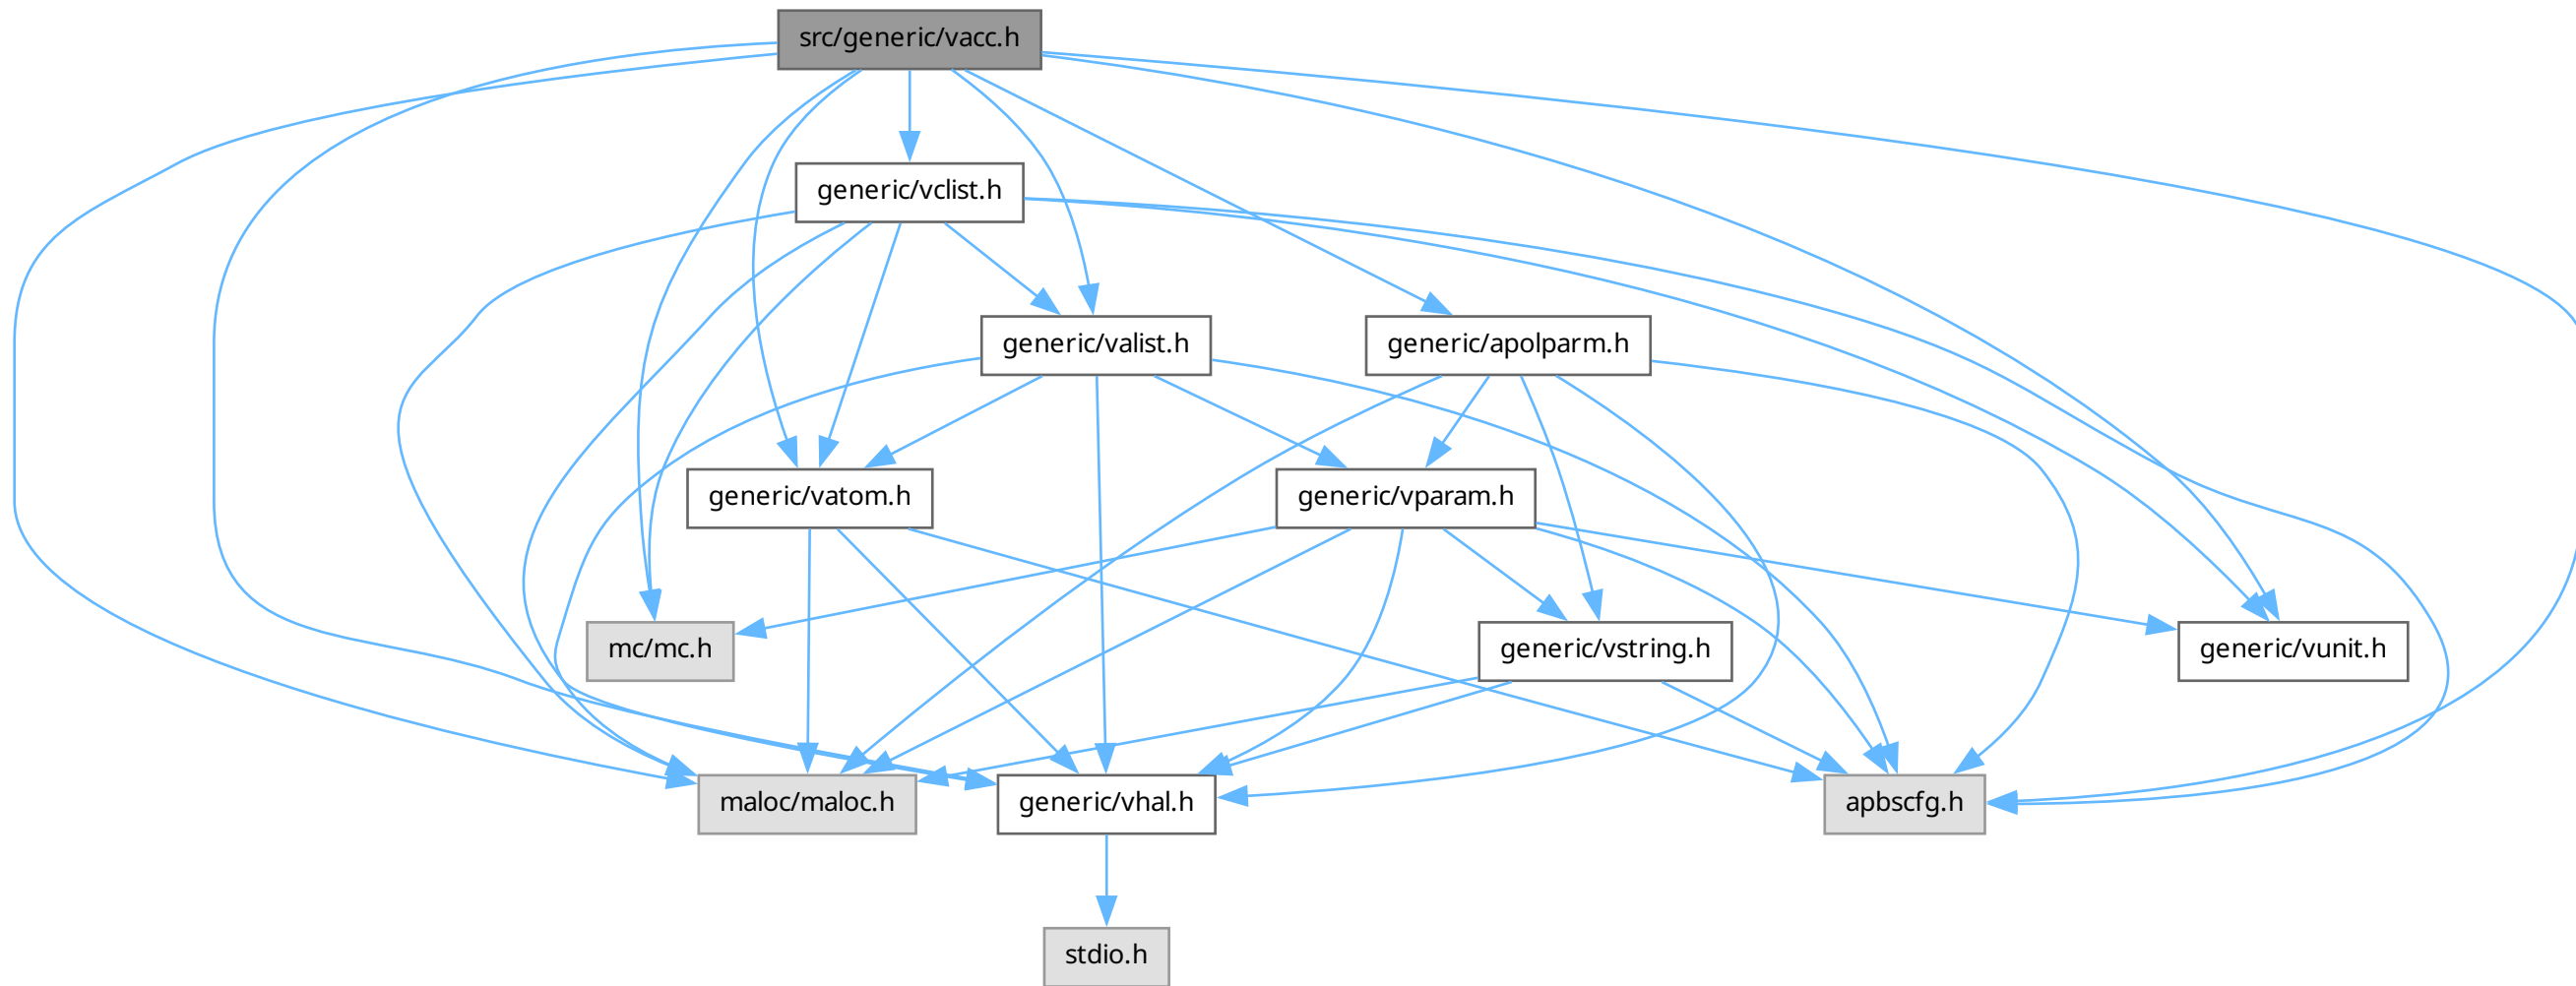 src/generic/vacc.h
generic/vclist.h
generic/valist.h
generic/apolparm.h
generic/vatom.h
generic/vparam.h
mc/mc.h
generic/vstring.h
generic/vunit.h
maloc/maloc.h
generic/vhal.h
apbscfg.h
stdio.h